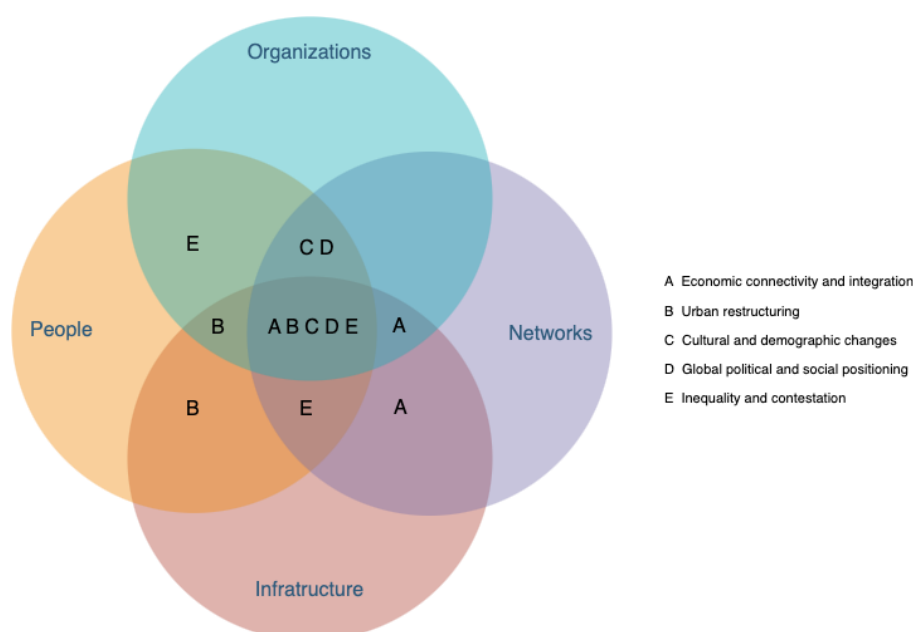 Organizations
E
C D
People
B
A B C D E
A
Networks
B
E
A
Infratructure
A Economic connectivity and integration
B Urban restructuring
C Cultural and demographic changes
D Global political and social positioning
E Inequality and contestation